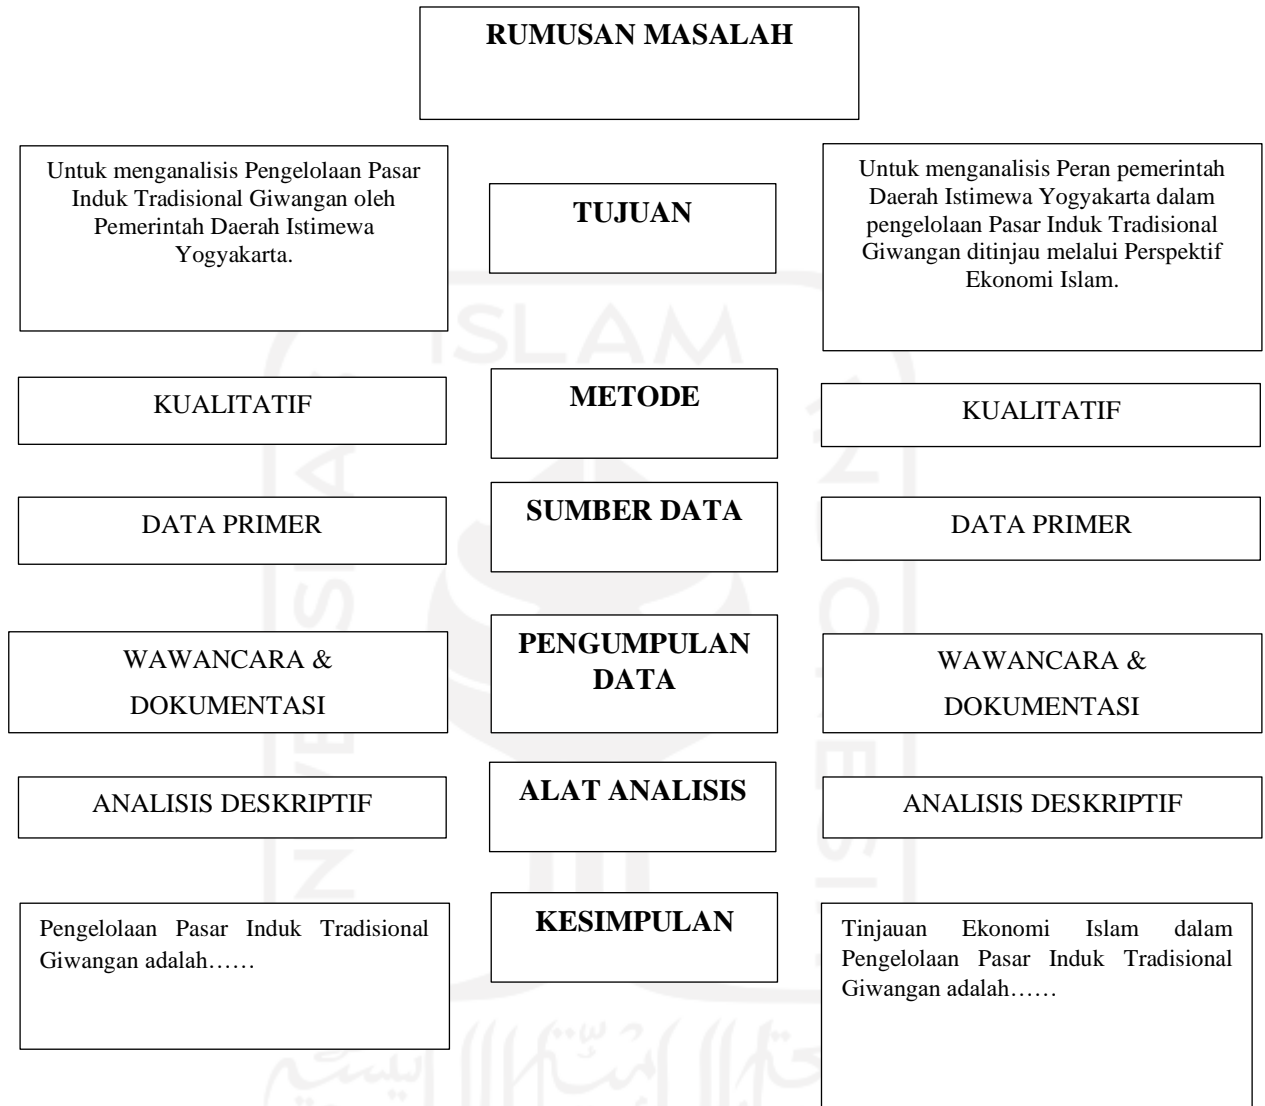 RUMUSAN MASALAH
Untuk menganalisis Pengelolaan Pasar
Induk Tradisional Giwangan oleh
Pemerintah Daerah Istimewa
Yogyakarta.
TUJUAN
Untuk menganalisis Peran pemerintah
Daerah Istimewa Yogyakarta dalam
pengelolaan Pasar Induk Tradisional
Giwangan ditinjau melalui Perspektif
Ekonomi Islam.
KUALITATIF
METODE
KUALITATIF
DATA PRIMER
SUMBER DATA
DATA PRIMER
WAWANCARA &
DOKUMENTASI
PENGUMPULAN
DATA
WAWANCARA &
DOKUMENTASI
ANALISIS DESKRIPTIF
ALAT ANALISIS
ANALISIS DESKRIPTIF
Pengelolaan Pasar Induk Tradisional
Giwangan adalah……
KESIMPULAN
Tinjauan Ekonomi Islam dalam
Pengelolaan Pasar Induk Tradisional
Giwangan adalah……
ISLAM